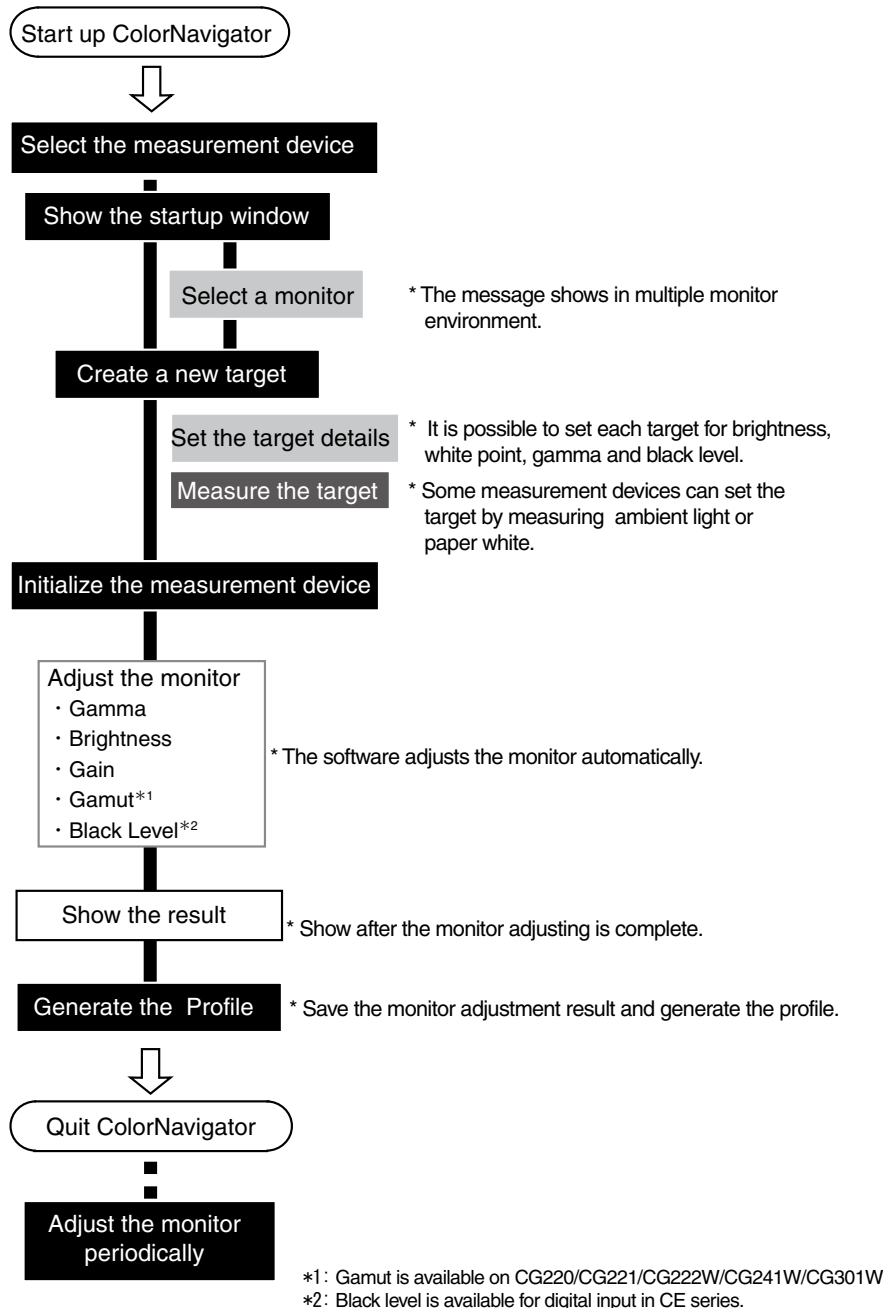 Start up ColorNavigator
Select the measurement device
Show the startup window
Select a monitor
* The message shows in multiple monitor
environment.
Create a new target
Set the target details
* It is possible to set each target for brightness,
white point, gamma and black level.
Measure the target
* Some measurement devices can set the
target by measuring ambient light or
paper white.
Initialize the measurement device
Adjust the monitor
・Gamma
・Brightness
・Gain
・Gamut*1
・Black Level*2
* The software adjusts the monitor automatically.
Show the result
* Show after the monitor adjusting is complete.
Generate the Profile
* Save the monitor adjustment result and generate the profile.
Quit ColorNavigator
Adjust the monitor
periodically
*1: Gamut is available on CG220/CG221/CG222W/CG241W/CG301W
*2: Black level is available for digital input in CE series.